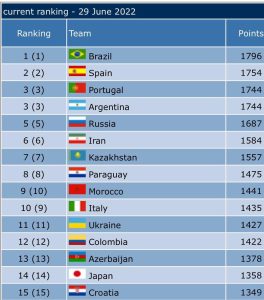 current ranking - 29 June 2022
Ranking Team Points
1 (1) Brazil 1796
2 (2) Spain 1754
3 (3) Portugal 1744
3 (3) Argentina 1744
5 (5) Russia 1687
6 (6) Iran 1584
7 (7) Kazakhstan 1557
8 (8) Paraguay 1475
9 (10) Morocco 1441
10 (9) Italy 1435
11 (11) Ukraine 1427
12 (12) Colombia 1422
13 (13) Azerbaijan 1378
14 (14) Japan 1358
15 (15) Croatia 1349